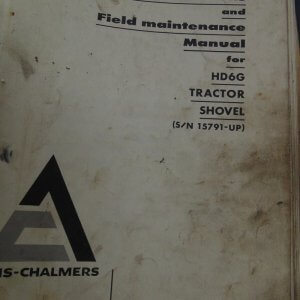 and
Field maintenance
Manual
for
HD6G
TRACTOR
SHOVEL
(S/N 15791-UP)
IS-CHALMERS